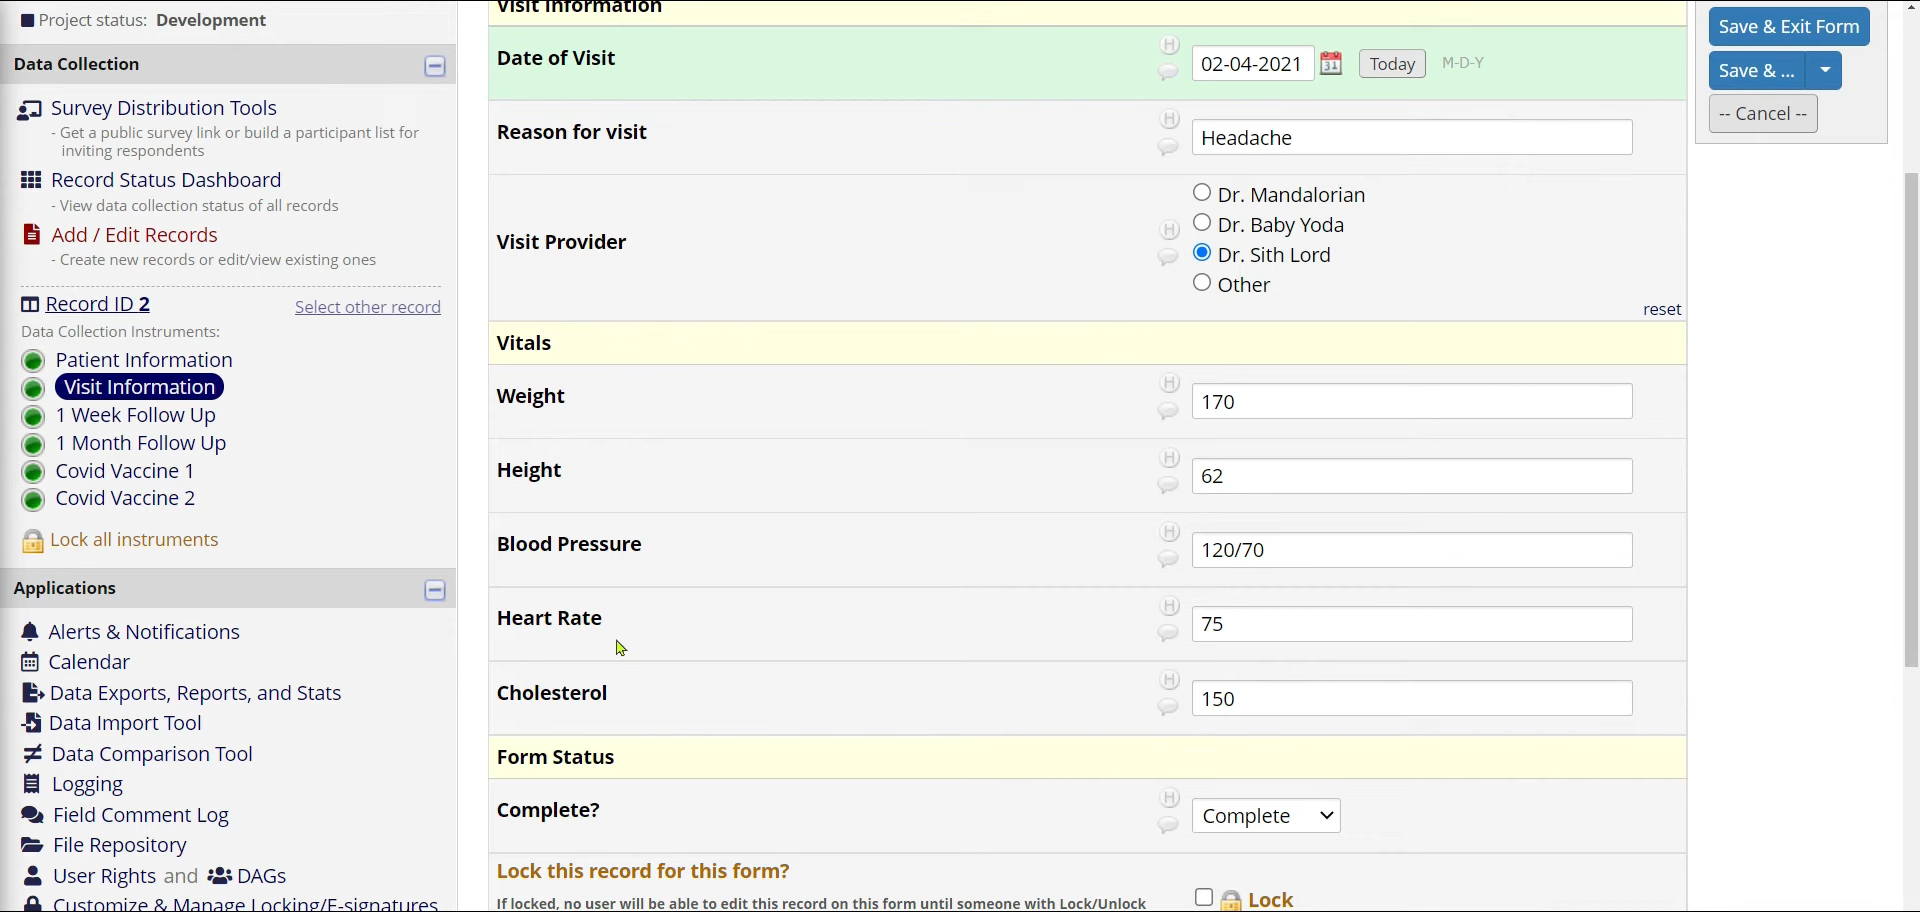 Project status: Development
Data Collection
Survey Distribution Tools
- Get a public survey link or build a participant list for
inviting respondents
Record Status Dashboard
- View data collection status of all records
Add / Edit Records
- Create new records or edit/view existing ones
Record ID 2 Select other record
Data Collection Instruments:
Patient Information
Visit Information
1 Week Follow Up
1 Month Follow Up
Covid Vaccine 1
Covid Vaccine 2
Lock all instruments
Applications
Alerts & Notifications
Calendar
Data Exports, Reports, and Stats
Data Import Tool
Data Comparison Tool
Logging
Field Comment Log
File Repository
User Rights and DAGs
Customize & Manage Locking/E-signatures
Visit Information
Date of Visit H 02-04-2021 31 Today M-D-Y
Reason for visit H Headache
Visit Provider H
Dr. Mandalorian
Dr. Baby Yoda
Dr. Sith Lord
Other
reset
Vitals
Weight H 170
Height H 62
Blood Pressure H 120/70
Heart Rate H 75
Cholesterol H 150
Form Status
Complete? H Complete
Lock this record for this form?
If locked, no user will be able to edit this record on this form until someone with Lock/Unlock
Lock
Save & Exit Form
Save & ...
-- Cancel --